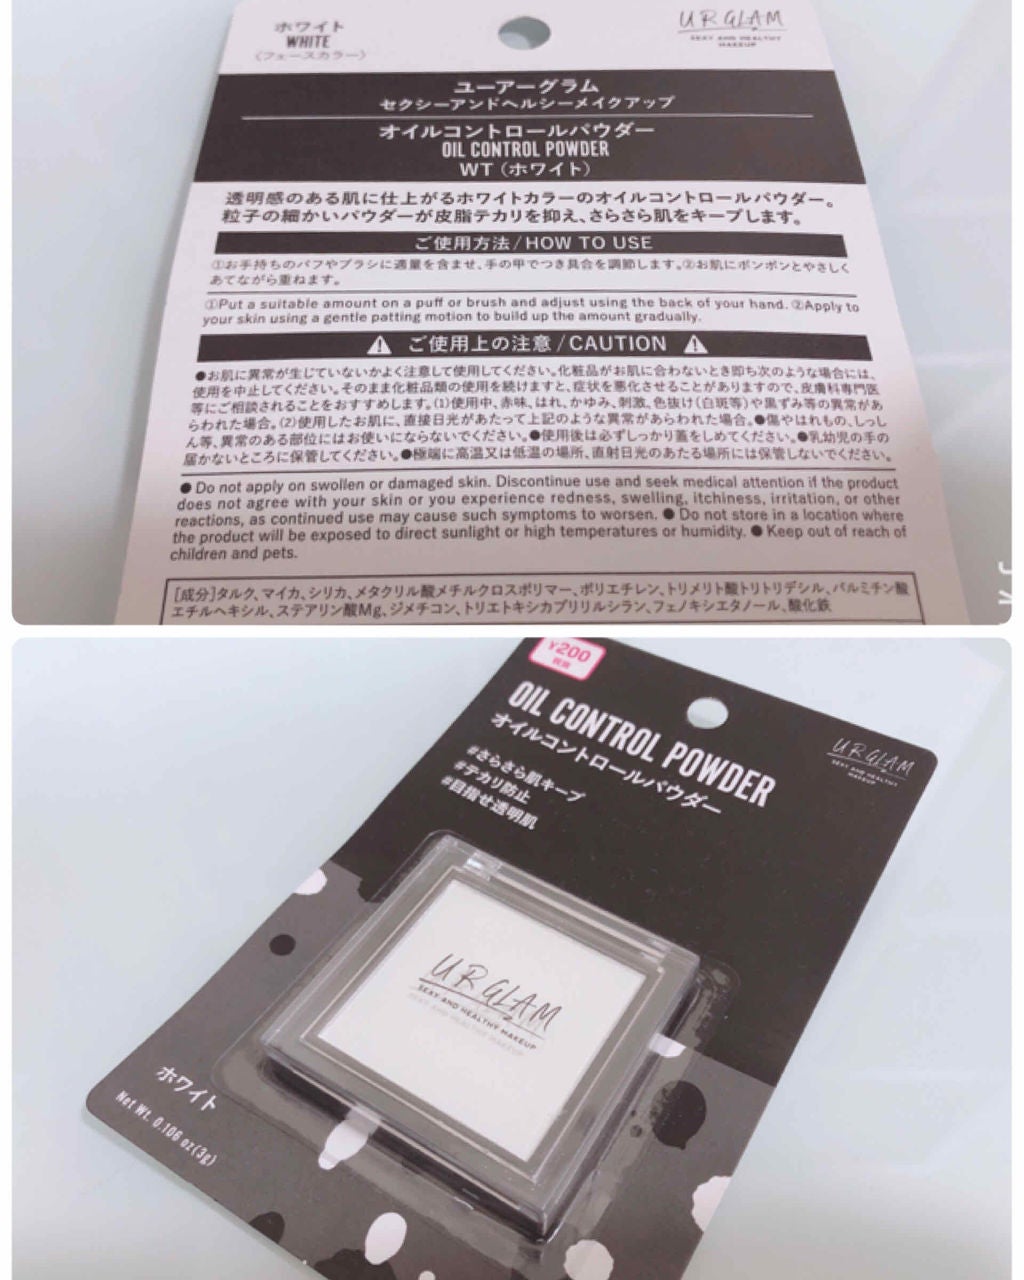 ホワイト
WHITE
〈フェースカラー〉
URGLAM
SEXY AND HEALTHY
MAKEUP
ユーアーグラム
セクシーアンドヘルシーメイクアップ
オイルコントロールパウダー
OIL CONTROL POWDER
WT（ホワイト）
透明感のある肌に仕上がるホワイトカラーのオイルコントロールパウダー。
粒子の細かいパウダーが皮脂テカリを抑え、さらさら肌をキープします。
ご使用方法/HOW TO USE
①お手持ちのパフやブラシに適量を含ませ、手の甲でつき具合を調節します。②お肌にポンポンとやさしく
あてながら重ねます。
①Put a suitable amount on a puff or brush and adjust using the back of your hand. ②Apply to
your skin using a gentle patting motion to build up the amount gradually.
ご使用上の注意/CAUTION
●お肌に異常が生じていないかよく注意して使用してください。化粧品がお肌に合わないとき即ち次のような場合には、
使用を中止してください。そのまま化粧品類の使用を続けますと、症状を悪化させることがありますので、皮膚科専門医
等にご相談されることをおすすめします。(1)使用中、赤味、はれ、かゆみ、刺激、色抜け(白斑等)や黒ずみ等の異常があ
らわれた場合。(2)使用したお肌に、直接日光があたって上記のような異常があらわれた場合。●傷やはれもの、しっし
ん等、異常のある部位にはお使いにならないでください。●使用後は必ずしっかり蓋をしめてください。●乳幼児の手の
届かないところに保管してください。●極端に高温又は低温の場所、直射日光のあたる場所には保管しないでください。
● Do not apply on swollen or damaged skin. Discontinue use and seek medical attention if the product
does not agree with your skin or you experience redness, swelling, itchiness, irritation, or other
reactions, as continued use may cause such symptoms to worsen. ● Do not store in a location where
the product will be exposed to direct sunlight or high temperatures or humidity. ● Keep out of reach of
children and pets.
[成分]タルク、マイカ、シリカ、メタクリル酸メチルクロスポリマー、ポリエチレン、トリメリト酸トリトリデシル、パルミチン酸
エチルヘキシル、ステアリン酸Mg、ジメチコン、トリエトキシカプリリルシラン、フェノキシエタノール、酸化鉄
¥200
税抜
OIL CONTROL POWDER
オイルコントロールパウダー
#さらさら肌キープ
#テカリ防止
#目指せ透明肌
URGLAM
SEXY AND HEALTHY
MAKEUP
URGLAM
SEXY AND HEALTHY MAKEUP
ホワイト
Net Wt. 0.106 oz(3g)